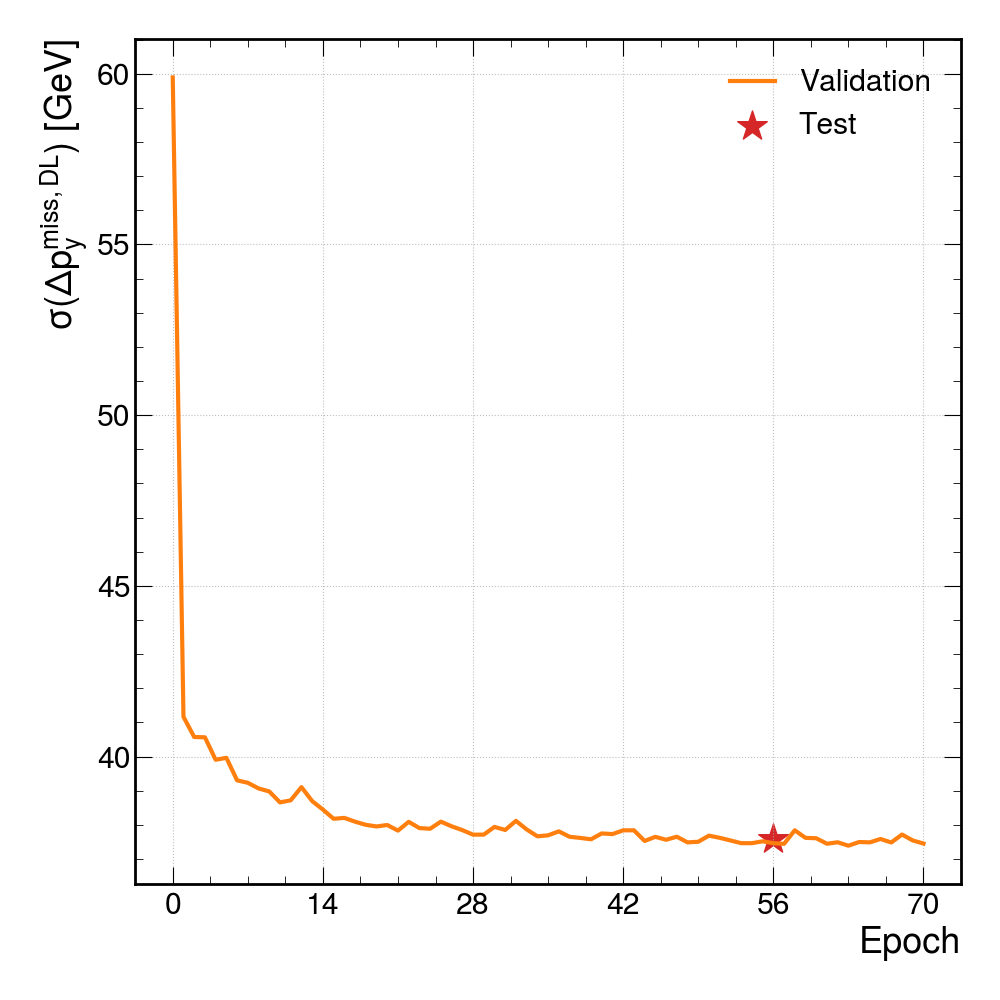 σ(Δp_y^{miss, DL}) [GeV]
60
55
50
45
40
Validation
Test
0 14 28 42 56 70
Epoch